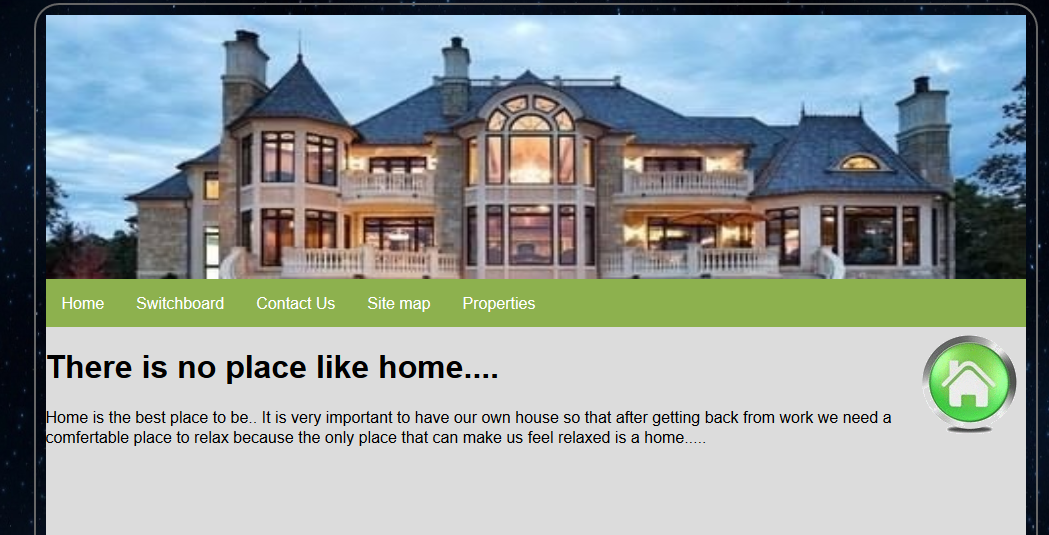 Home Switchboard Contact Us Site map Properties
There is no place like home....
Home is the best place to be.. It is very important to have our own house so that after getting back from work we need a
comfertable place to relax because the only place that can make us feel relaxed is a home.....